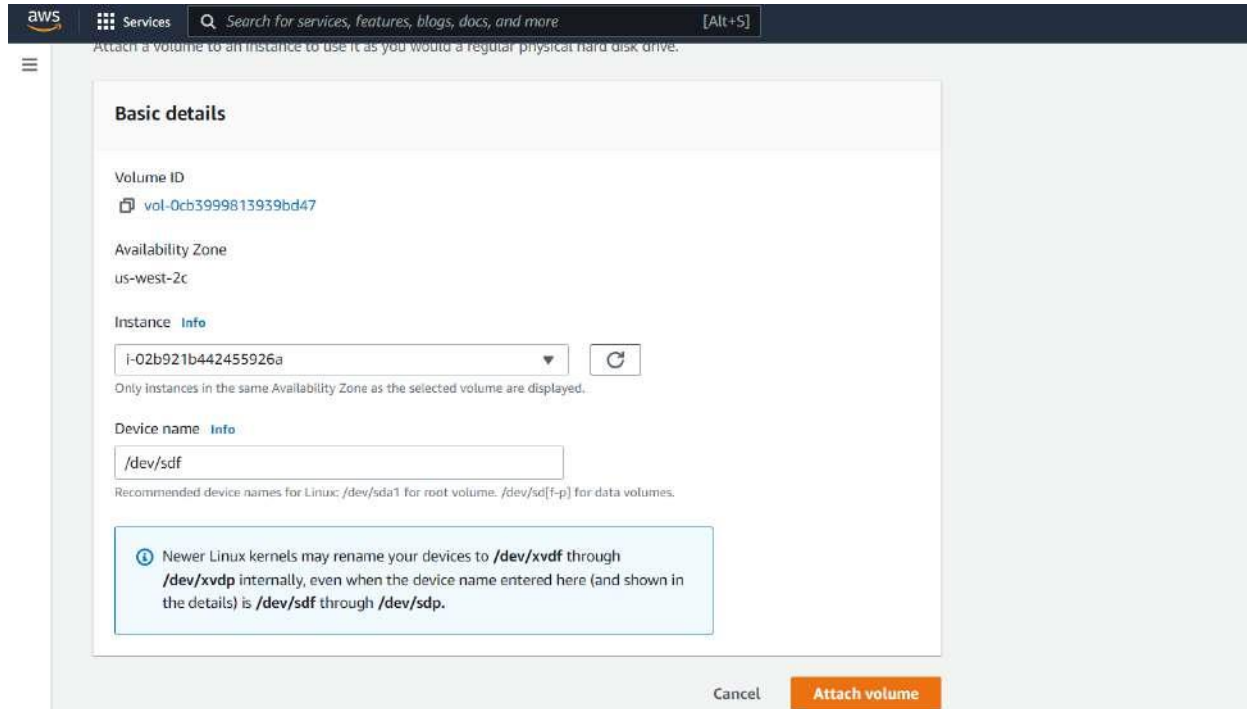 aws Services Search for services, features, blogs, docs, and more [Alt+S]
Attach a volume to an instance to use it as you would a regular physical hard disk drive.
Basic details
Volume ID
vol-0cb3999813939bd47
Availability Zone
us-west-2c
Instance Info
i-02b921b442455926a
Only instances in the same Availability Zone as the selected volume are displayed.
Device name Info
/dev/sdf
Recommended device names for Linux: /dev/sda1 for root volume. /dev/sd[f-p] for data volumes.
Newer Linux kernels may rename your devices to /dev/xvdf through
/dev/xvdp internally, even when the device name entered here (and shown in
the details) is /dev/sdf through /dev/sdp.
Cancel Attach volume